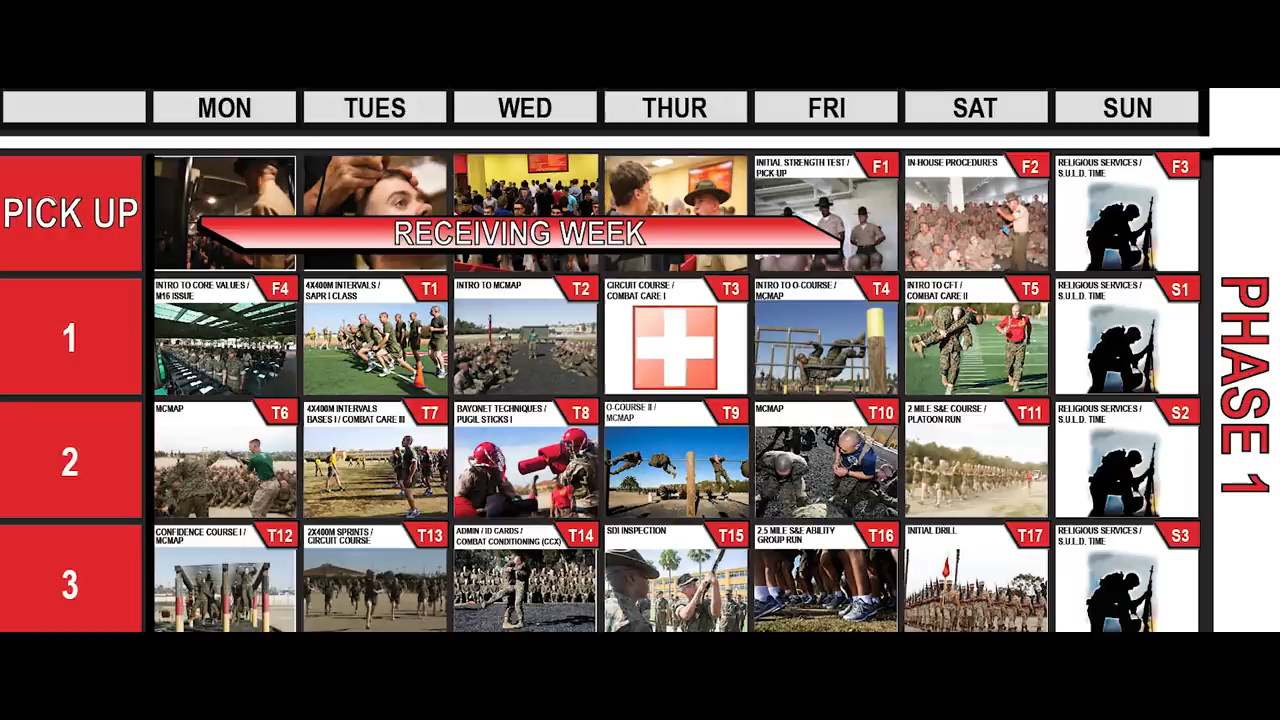 MON TUES WED THUR FRI SAT SUN
PICK UP
RECEIVING WEEK
INITIAL STRENGTH TEST /
PICK-UP
F1
IN-HOUSE PROCEDURES
F2
RELIGIOUS SERVICES /
S.U.L.D. TIME
F3
1
INTRO TO CORE VALUES /
M16 ISSUE
F4
4X400M INTERVALS /
SAPR I CLASS
T1
INTRO TO MCMAP
T2
CIRCUIT COURSE /
COMBAT CARE I
T3
INTRO TO O-COURSE /
MCMAP
T4
INTRO TO CFT /
COMBAT CARE II
T5
RELIGIOUS SERVICES /
S.U.L.D. TIME
S1
2
MCMAP
T6
4X400M INTERVALS
BASES I / COMBAT CARE III
T7
BAYONET TECHNIQUES /
PUGIL STICKS I
T8
O-COURSE II /
MCMAP
T9
MCMAP
T10
2 MILE S&E COURSE /
PLATOON RUN
T11
RELIGIOUS SERVICES /
S.U.L.D. TIME
S2
3
CONFIDENCE COURSE I /
MCMAP
T12
2X400M SPRINTS /
CIRCUIT COURSE
T13
ADMIN / ID CARDS /
COMBAT CONDITIONING (CCX)
T14
SDI INSPECTION
T15
2.5 MILE S&E ABILITY
GROUP RUN
T16
INITIAL DRILL
T17
RELIGIOUS SERVICES /
S.U.L.D. TIME
S3
PHASE 1